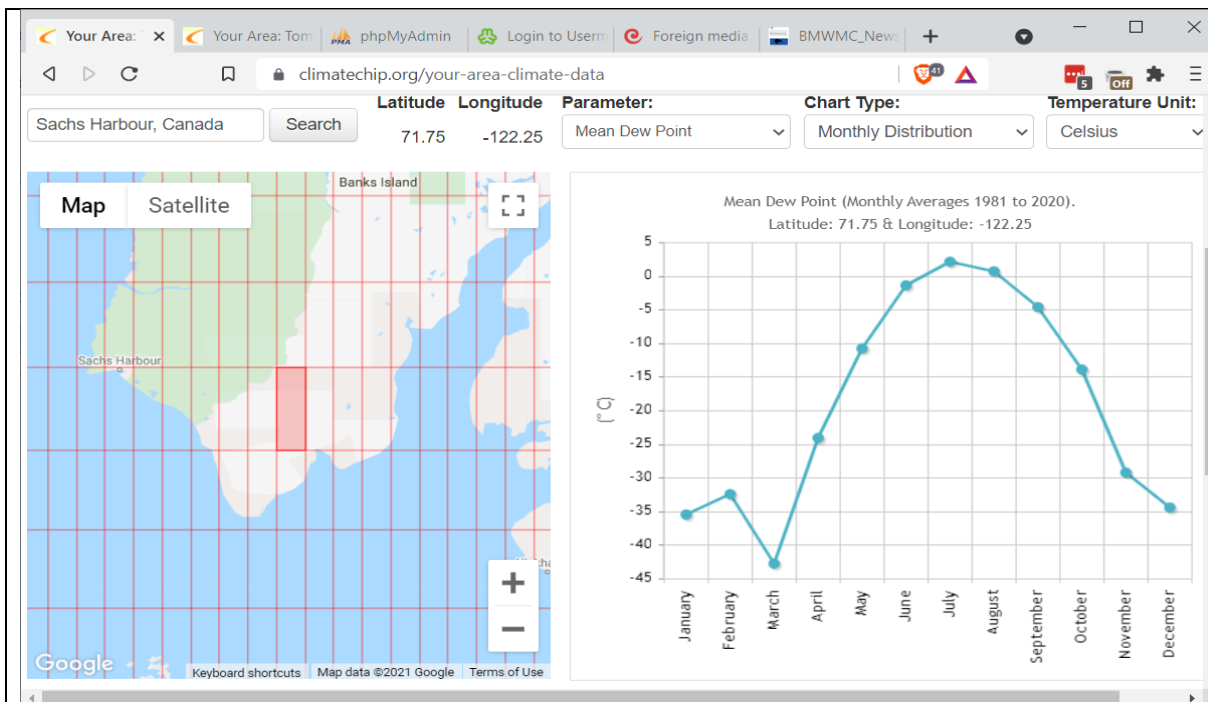 Your Area:
Your Area: Tom
PMA
phpMyAdmin
Login to Userm
Foreign media
BMWMC_News
climatechip.org/your-area-climate-data
41
5
Off
Latitude Longitude Parameter: Chart Type: Temperature Unit:
Sachs Harbour, Canada Search 71.75 -122.25 Mean Dew Point Monthly Distribution Celsius
Map Satellite
Banks Island
Sachs Harbour
Google
Keyboard shortcuts Map data ©2021 Google Terms of Use
Mean Dew Point (Monthly Averages 1981 to 2020).
Latitude: 71.75 & Longitude: -122.25
5
0
-5
-10
-15
-20
-25
-30
-35
-40
-45
(° C)
January
February
March
April
May
June
July
August
September
October
November
December